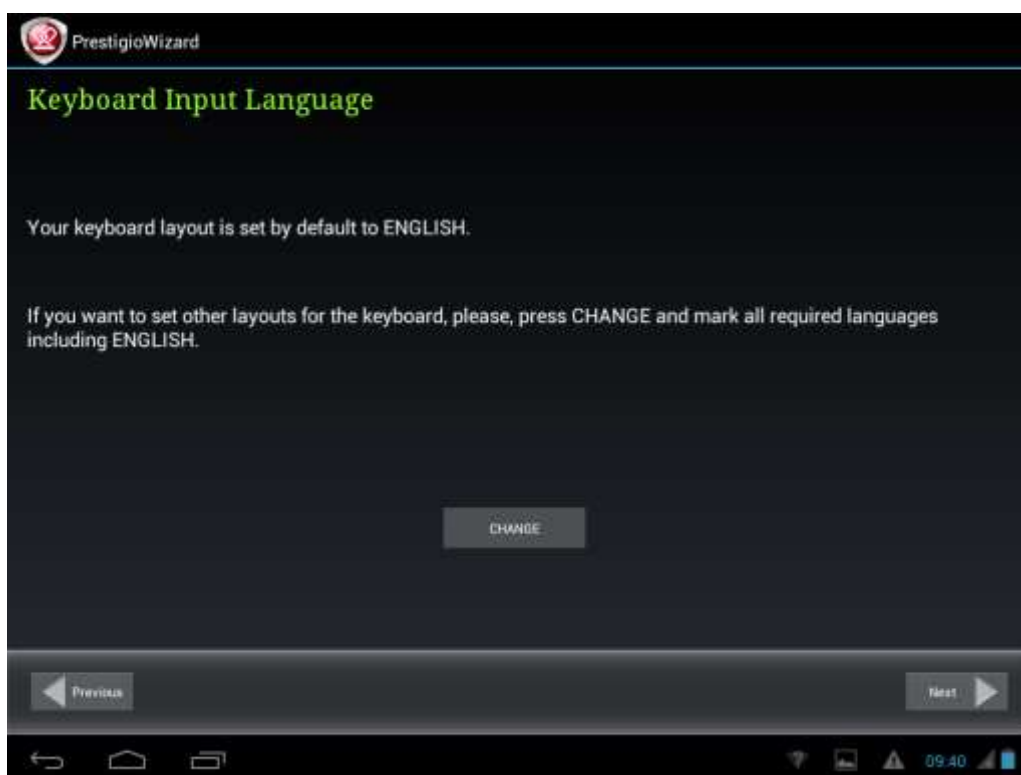 PrestigioWizard
Keyboard Input Language
Your keyboard layout is set by default to ENGLISH.
If you want to set other layouts for the keyboard, please, press CHANGE and mark all required languages
including ENGLISH.
CHANGE
Previous
Next
09:40